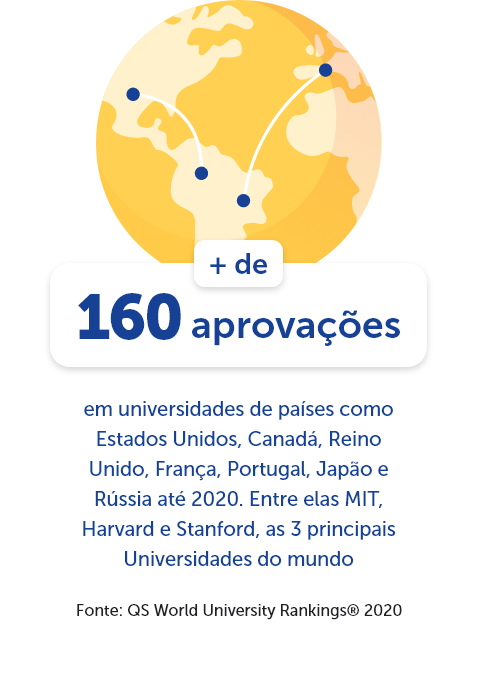 + de
160 aprovações
em universidades de países como
Estados Unidos, Canadá, Reino
Unido, França, Portugal, Japão e
Rússia até 2020. Entre elas MIT,
Harvard e Stanford, as 3 principais
Universidades do mundo
Fonte: QS World University Rankings® 2020